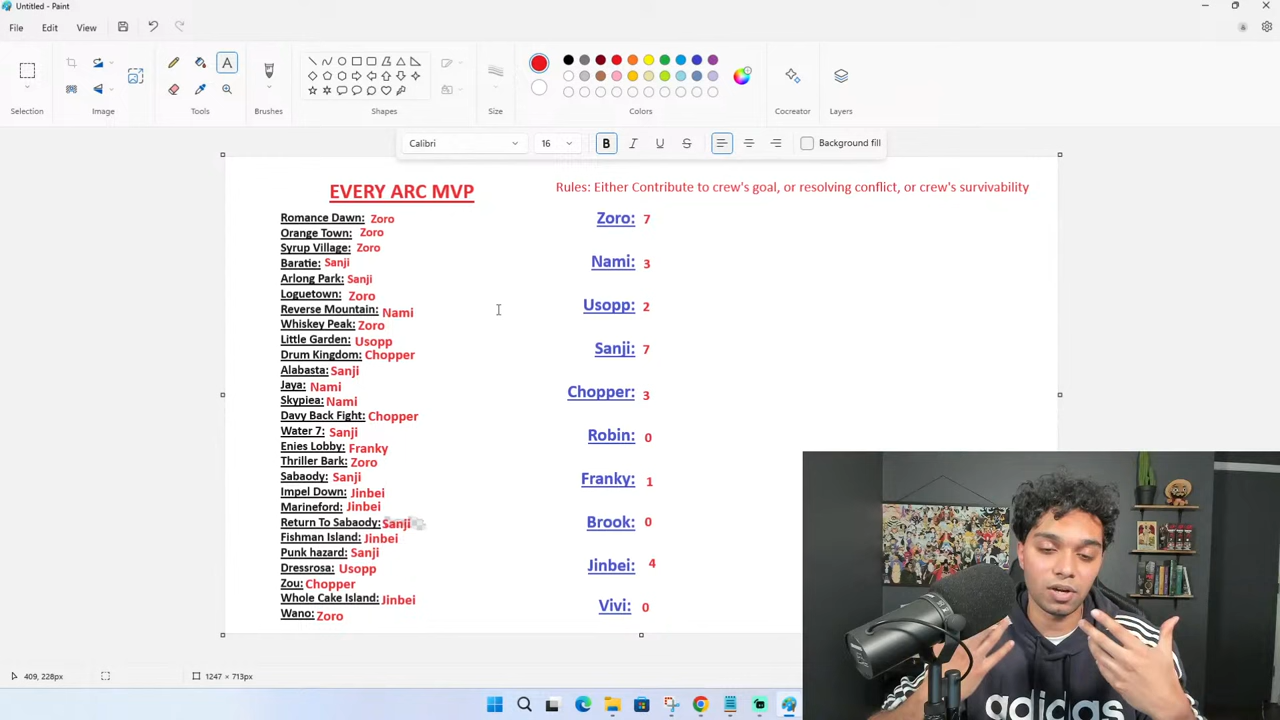 Untitled - Paint
File Edit View
Selection Image Tools Brushes Shapes Size Colors Cocreator Layers
Calibri 16 B I U S Background fill
EVERY ARC MVP
Rules: Either Contribute to crew's goal, or resolving conflict, or crew's survivability
Romance Dawn: Zoro
Orange Town: Zoro
Syrup Village: Zoro
Baratie: Sanji
Arlong Park: Sanji
Loguetown: Zoro
Reverse Mountain: Nami
Whiskey Peak: Zoro
Little Garden: Usopp
Drum Kingdom: Chopper
Alabasta: Sanji
Jaya: Nami
Skypiea: Nami
Davy Back Fight: Chopper
Water 7: Sanji
Enies Lobby: Franky
Thriller Bark: Zoro
Sabaody: Sanji
Impel Down: Jinbei
Marineford: Jinbei
Return To Sabaody: Sanji
Fishman Island: Jinbei
Punk hazard: Sanji
Dressrosa: Usopp
Zou: Chopper
Whole Cake Island: Jinbei
Wano: Zoro
Zoro: 7
Nami: 3
Usopp: 2
Sanji: 7
Chopper: 3
Robin: 0
Franky: 1
Brook: 0
Jinbei: 4
Vivi: 0
adidas
409, 228px
1247 × 713px